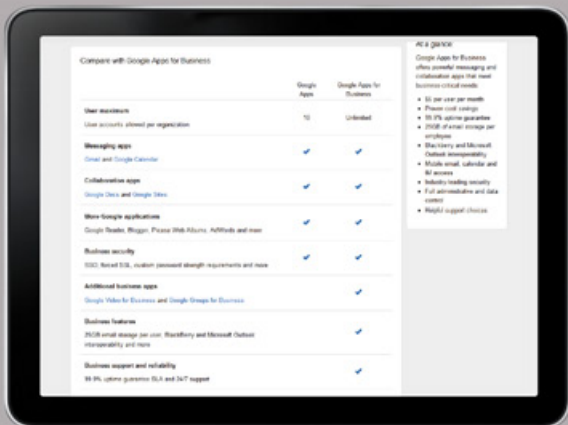 Compare with Google Apps for Business
Google Apps
Google Apps for Business
User maximum
User accounts allowed per organization
10
Unlimited
Messaging apps
Gmail and Google Calendar
Collaboration apps
Google Docs and Google Sites
More Google applications
Google Reader, Blogger, Picasa Web Albums, AdWords and more
Business security
SSO, forced SSL, custom password strength requirements and more
Additional business apps
Google Video for Business and Google Groups for Business
Business features
25GB email storage per user, BlackBerry and Microsoft Outlook
interoperability and more
Business support and reliability
99.9% uptime guarantee SLA and 24/7 support
At a glance:
Google Apps for Business
offers powerful messaging and
collaboration apps that meet
business critical needs:
$5 per user per month
Proven cost savings
99.9% uptime guarantee
25GB of email storage per
employee
BlackBerry and Microsoft
Outlook interoperability
Mobile email, calendar and
IM access
Industry-leading security
Full administrative and data
control
Helpful support choices